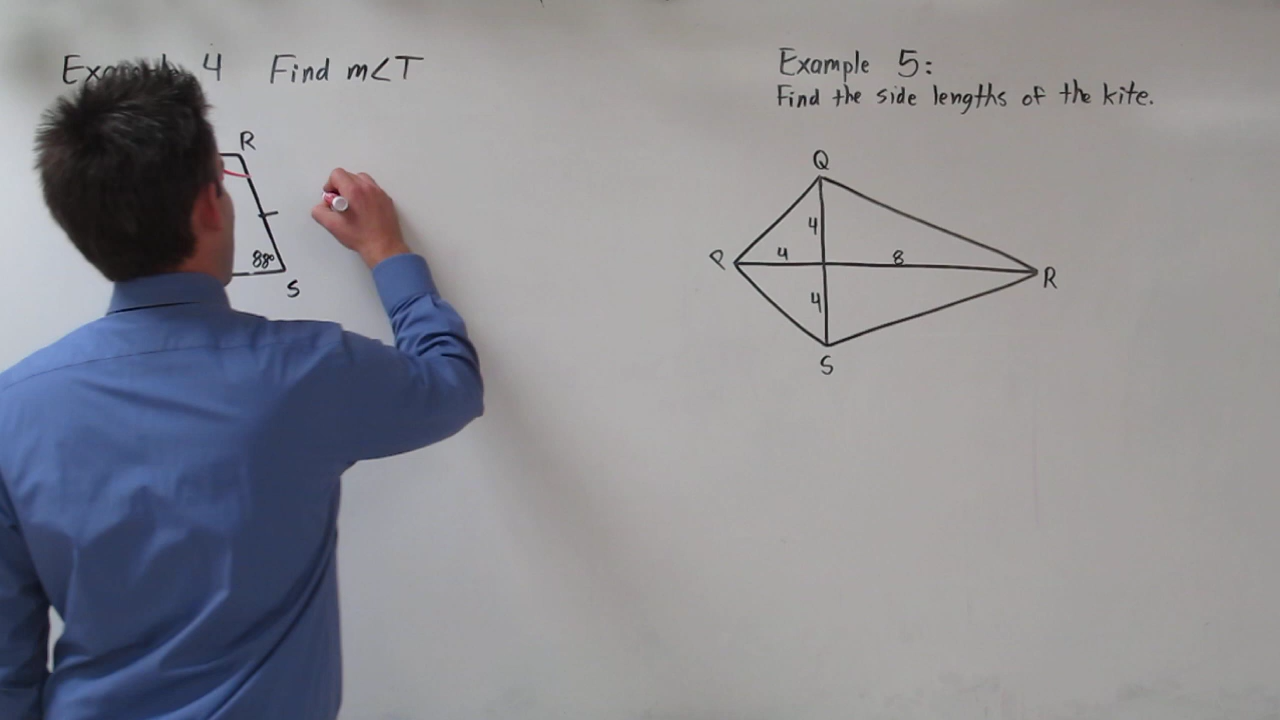 4 Find m∠T
R
88°
S
Example 5:
Find the side lengths of the kite.
Q
4
P 4 8 R
4
S